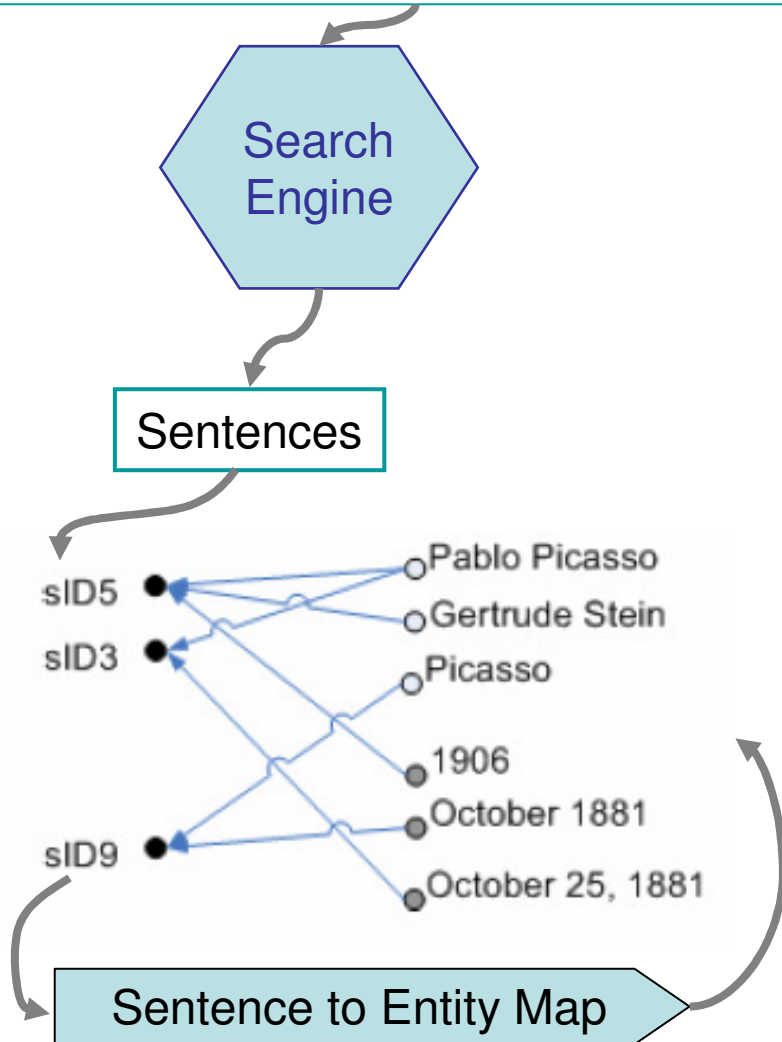 Search
Engine
Sentences
sID5
sID3
sID9
Pablo Picasso
Gertrude Stein
Picasso
1906
October 1881
October 25, 1881
Sentence to Entity Map